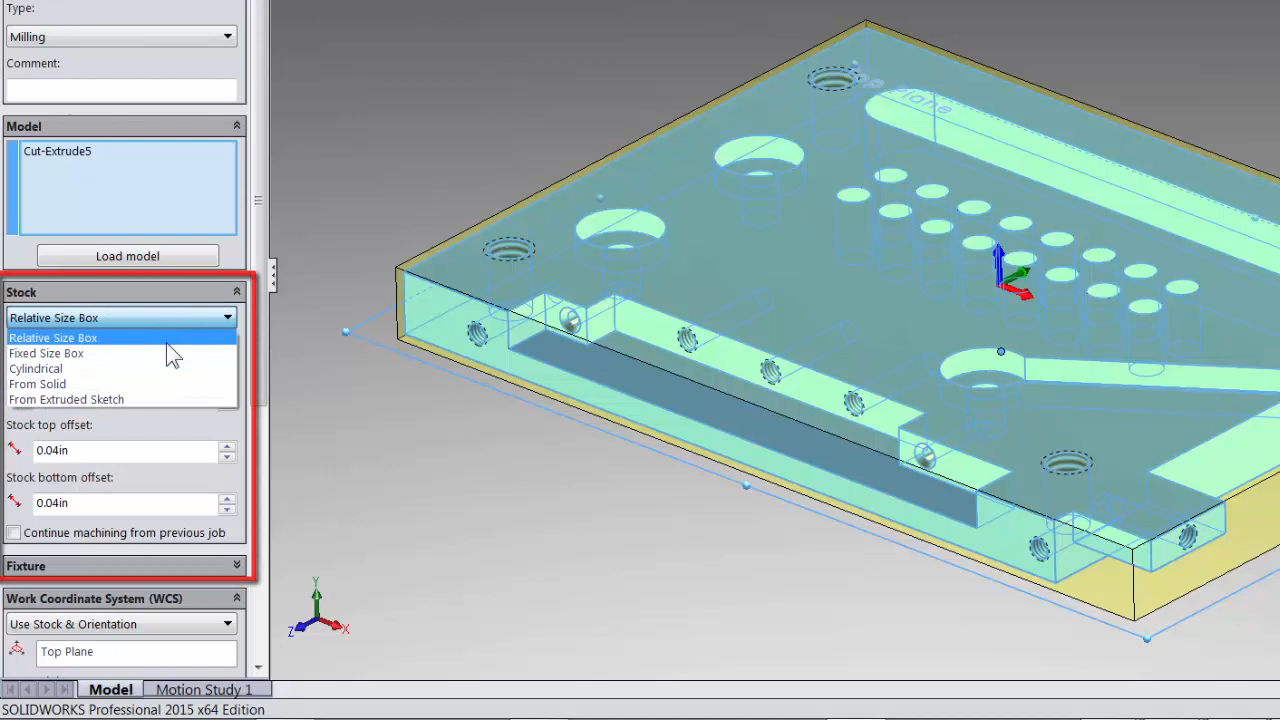 Type:
Milling
Comment:
Model
Cut-Extrude5
Load model
Stock
Relative Size Box
Relative Size Box
Fixed Size Box
Cylindrical
From Solid
From Extruded Sketch
Stock top offset:
0.04in
Stock bottom offset:
0.04in
Continue machining from previous job
Fixture
Work Coordinate System (WCS)
Use Stock & Orientation
Top Plane
Top Plane
Y
Z
X
Model
Motion Study 1
SOLIDWORKS Professional 2015 x64 Edition